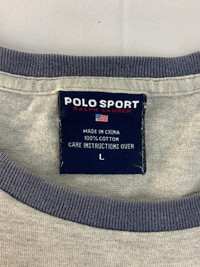 POLO SPORT
RALPH LAUREN
MADE IN CHINA
100% COTTON
CARE INSTRUCTIONS OVER
L